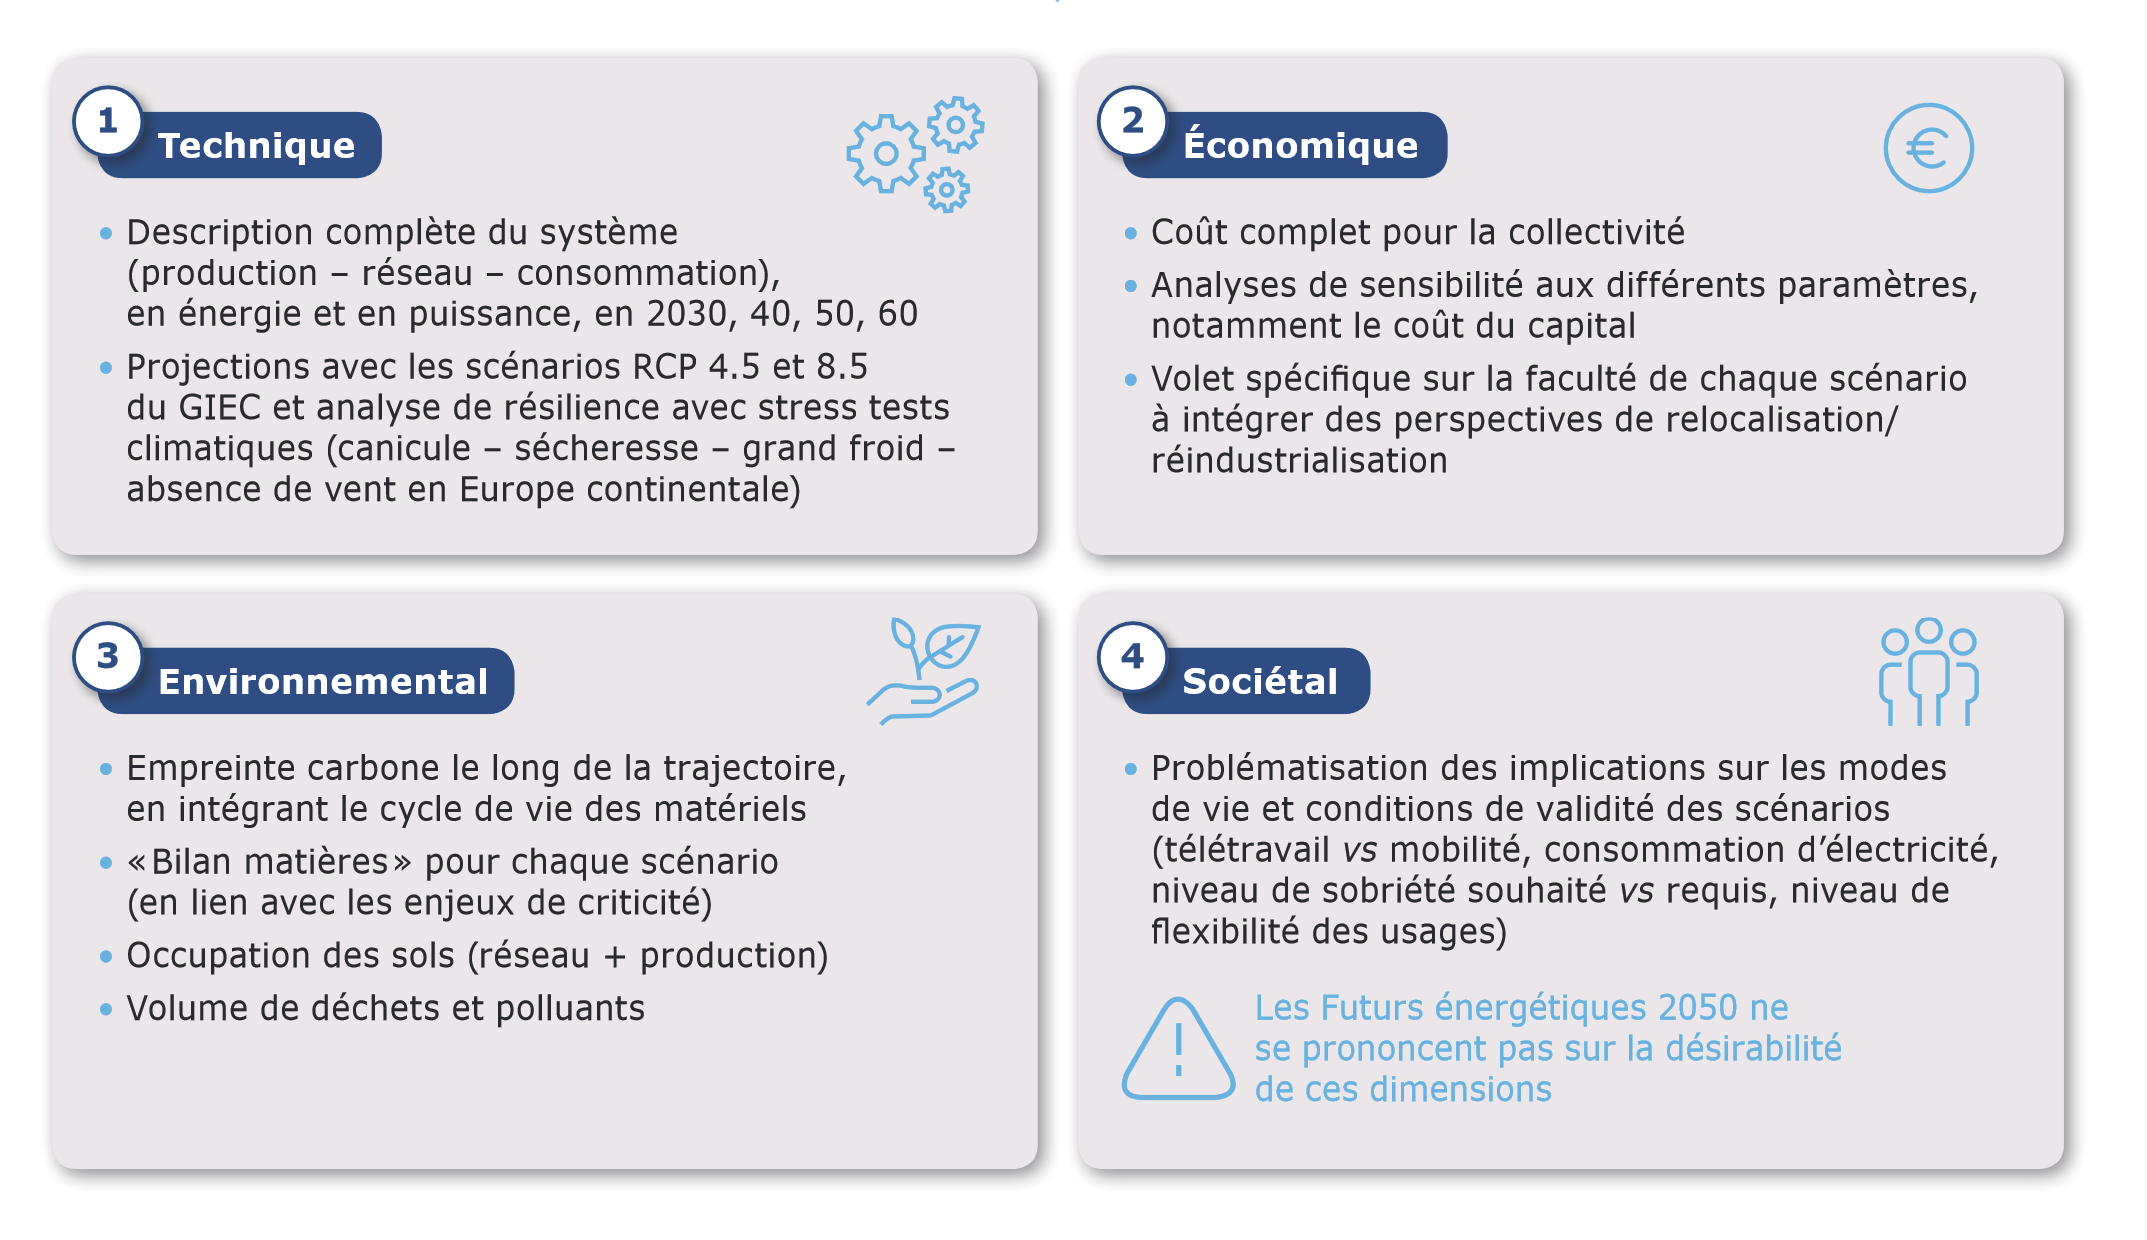 1
Technique
Description complète du système
(production – réseau – consommation),
en énergie et en puissance, en 2030, 40, 50, 60
Projections avec les scénarios RCP 4.5 et 8.5
du GIEC et analyse de résilience avec stress tests
climatiques (canicule – sécheresse – grand froid –
absence de vent en Europe continentale)
2
Économique
€
Coût complet pour la collectivité
Analyses de sensibilité aux différents paramètres,
notamment le coût du capital
Volet spécifique sur la faculté de chaque scénario
à intégrer des perspectives de relocalisation/
réindustrialisation
3
Environnemental
Empreinte carbone le long de la trajectoire,
en intégrant le cycle de vie des matériels
«Bilan matières» pour chaque scénario
(en lien avec les enjeux de criticité)
Occupation des sols (réseau + production)
Volume de déchets et polluants
4
Sociétal
Problématisation des implications sur les modes
de vie et conditions de validité des scénarios
(télétravail vs mobilité, consommation d’électricité,
niveau de sobriété souhaité vs requis, niveau de
flexibilité des usages)
Les Futurs énergétiques 2050 ne
se prononcent pas sur la désirabilité
de ces dimensions